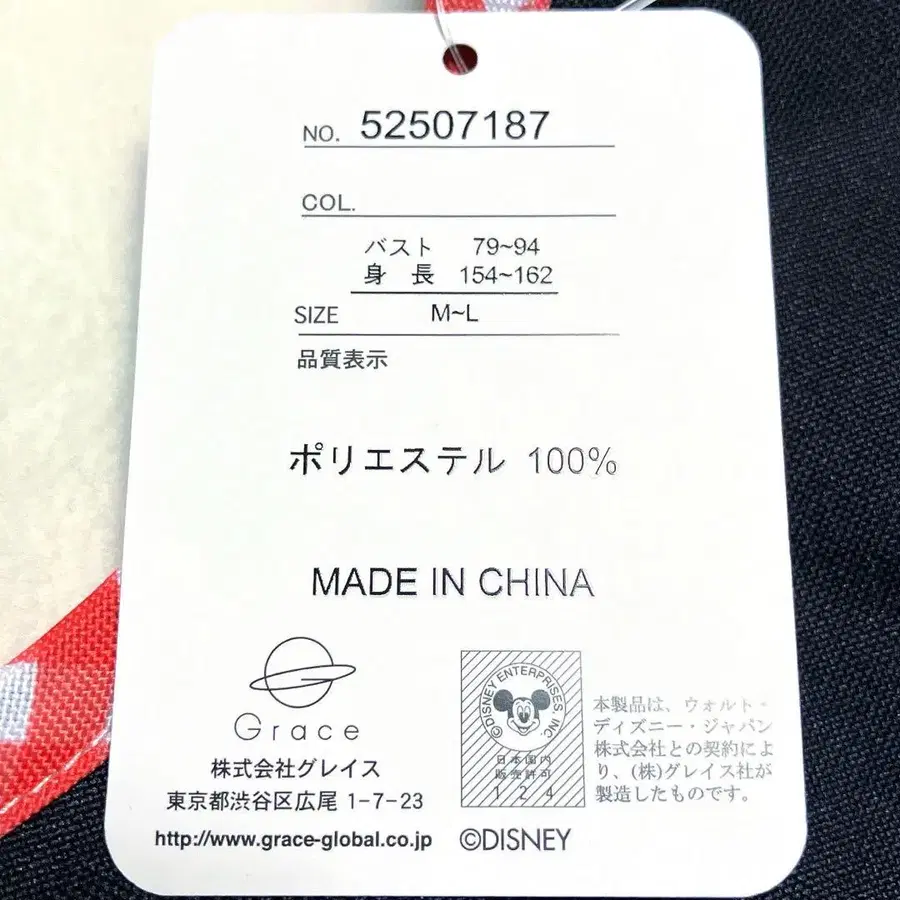 NO. 52507187
COL.
バスト 79~94
身 長 154~162
SIZE M~L
品質表示
ポリエステル 100%
MADE IN CHINA
Grace
株式会社グレイス
東京都渋谷区広尾 1-7-23
http://www.grace-global.co.jp
©DISNEY ENTERPRISES, INC.
日本国内
販売許可
124
©DISNEY
本製品は、ウォルト・
ディズニー・ジャパン
株式会社との契約によ
り、(株)グレイス社が
製造したものです。